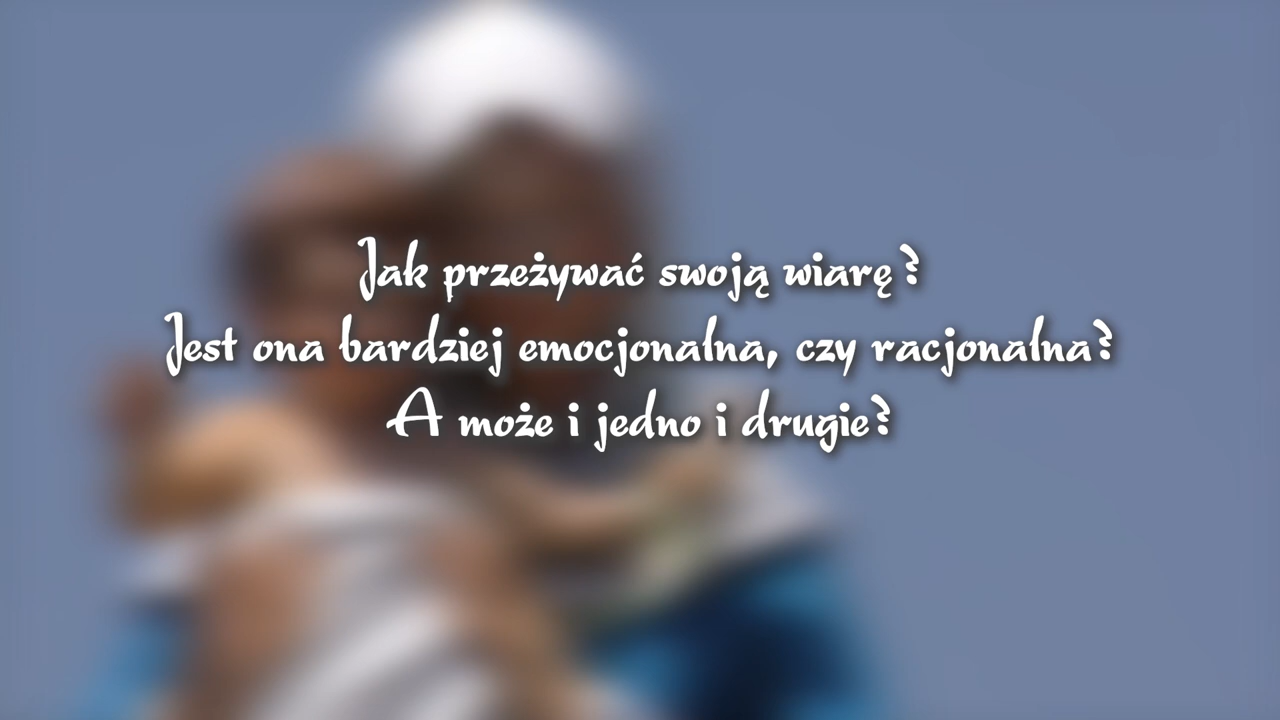 Jak przeżywać swoją wiarę?
Jest ona bardziej emocjonalna, czy racjonalna?
A może i jedno i drugie?